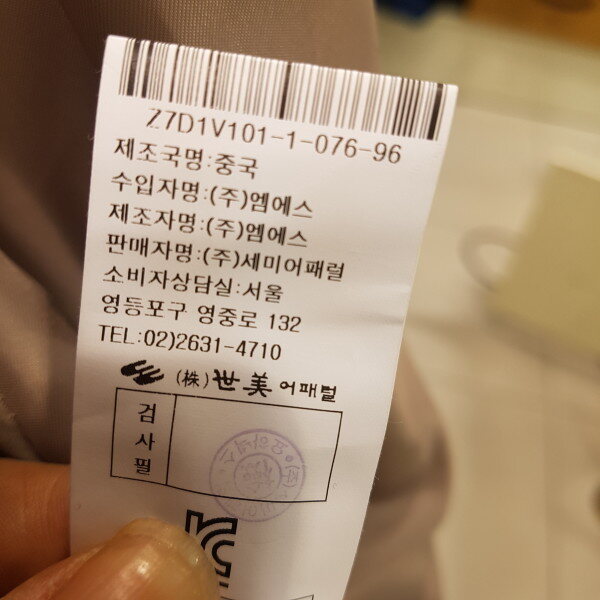 Z7D1V101-1-076-96
제조국명:중국
수입자명:(주)엠에스
제조자명:(주)엠에스
판매자명:(주)세미어패럴
소비자상담실:서울
영등포구 영중로 132
TEL:02)2631-4710
(株)世美어패럴
검사필